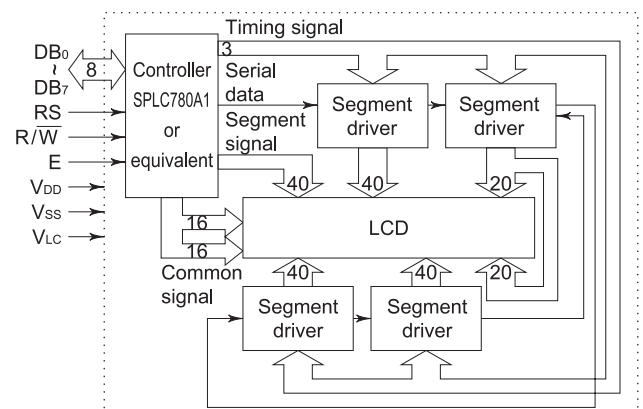 Timing signal
3
DB₀
~
DB₇
8
RS
R/W̅
E
VDD
VSS
VLC
Controller
SPLC780A1
or
equivalent
Serial
data
Segment
signal
Segment
driver
Segment
driver
40
40
20
16
16
LCD
Common
signal
40
40
20
Segment
driver
Segment
driver